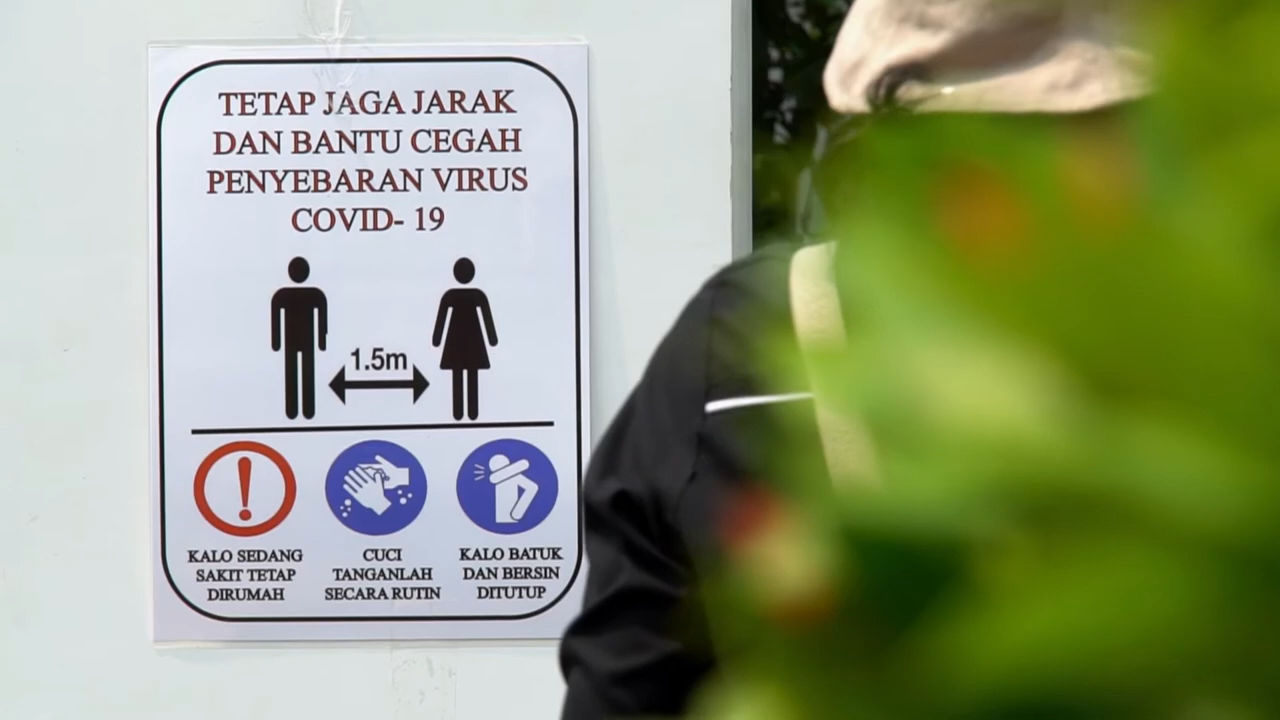 TETAP JAGA JARAK
DAN BANTU CEGAH
PENYEBARAN VIRUS
COVID- 19
1.5m
KALO SEDANG
SAKIT TETAP
DIRUMAH
CUCI
TANGANLAH
SECARA RUTIN
KALO BATUK
DAN BERSIN
DITUTUP